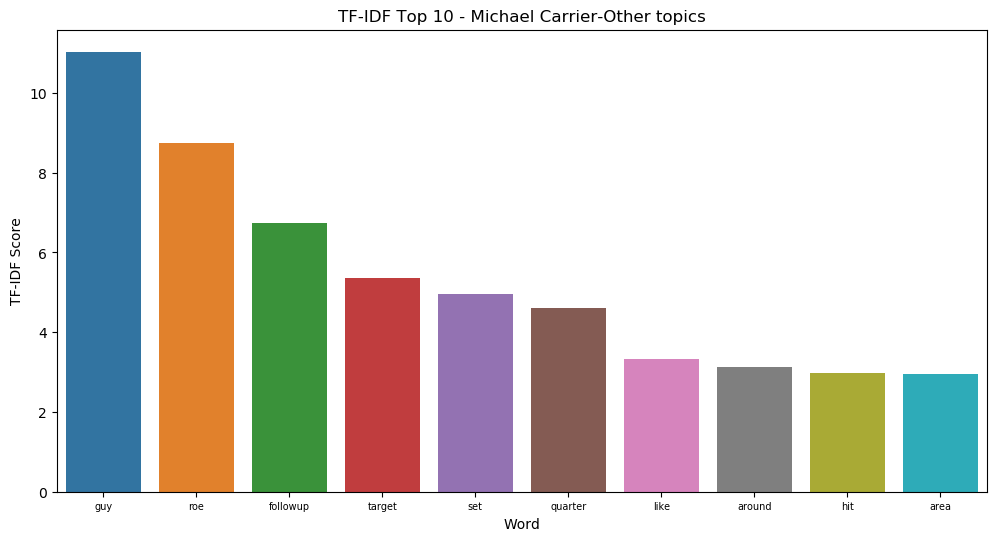 TF-IDF Top 10 - Michael Carrier-Other topics
TF-IDF Score
10
8
6
4
2
0
guy roe followup target set quarter like around hit area
Word